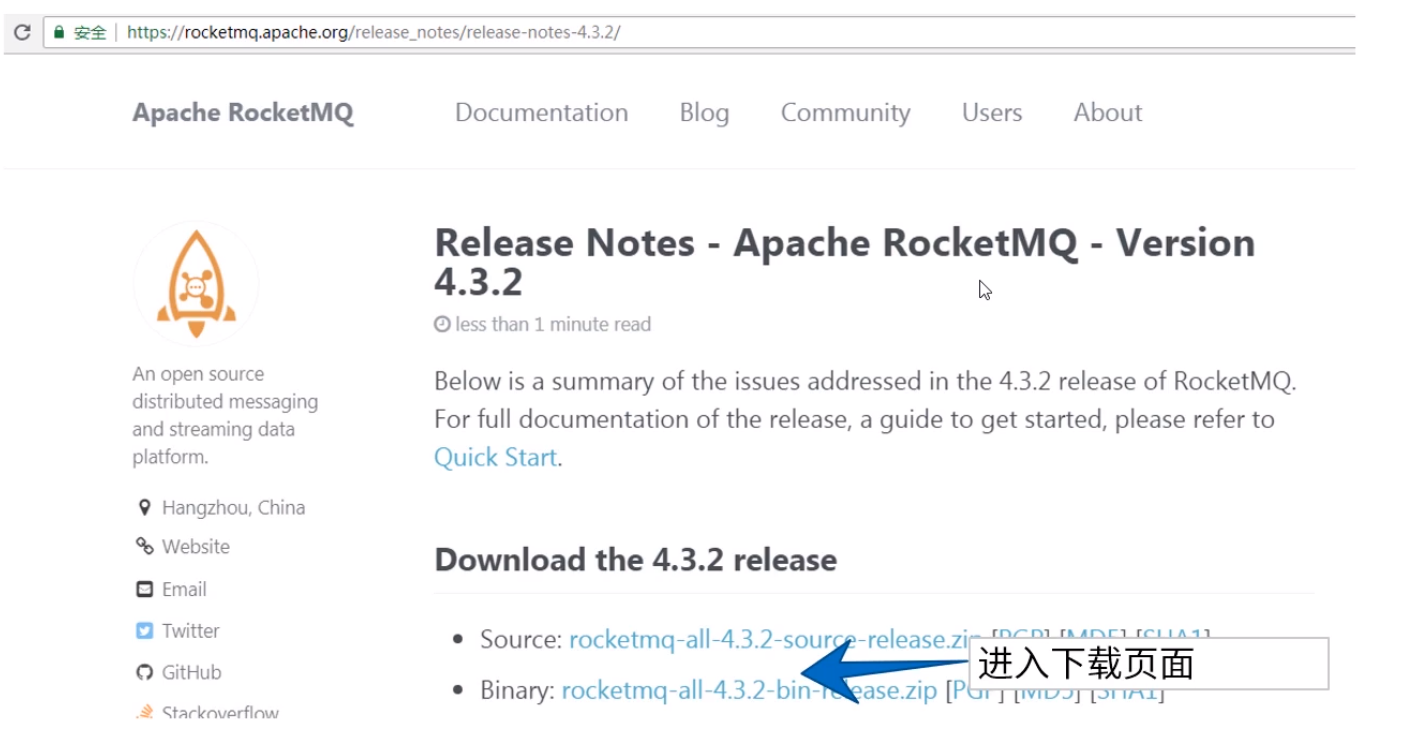 安全 | https://rocketmq.apache.org/release_notes/release-notes-4.3.2/
Apache RocketMQ Documentation Blog Community Users About
An open source
distributed messaging
and streaming data
platform.
Hangzhou, China
Website
Email
Twitter
GitHub
Stackoverflow
Release Notes - Apache RocketMQ - Version
4.3.2
less than 1 minute read
Below is a summary of the issues addressed in the 4.3.2 release of RocketMQ.
For full documentation of the release, a guide to get started, please refer to
Quick Start.
Download the 4.3.2 release
Source: rocketmq-all-4.3.2-source-release.zip [PGP] [MD5] [SHA1]
进入下载页面
Binary: rocketmq-all-4.3.2-bin-release.zip [PGP] [MD5] [SHA1]